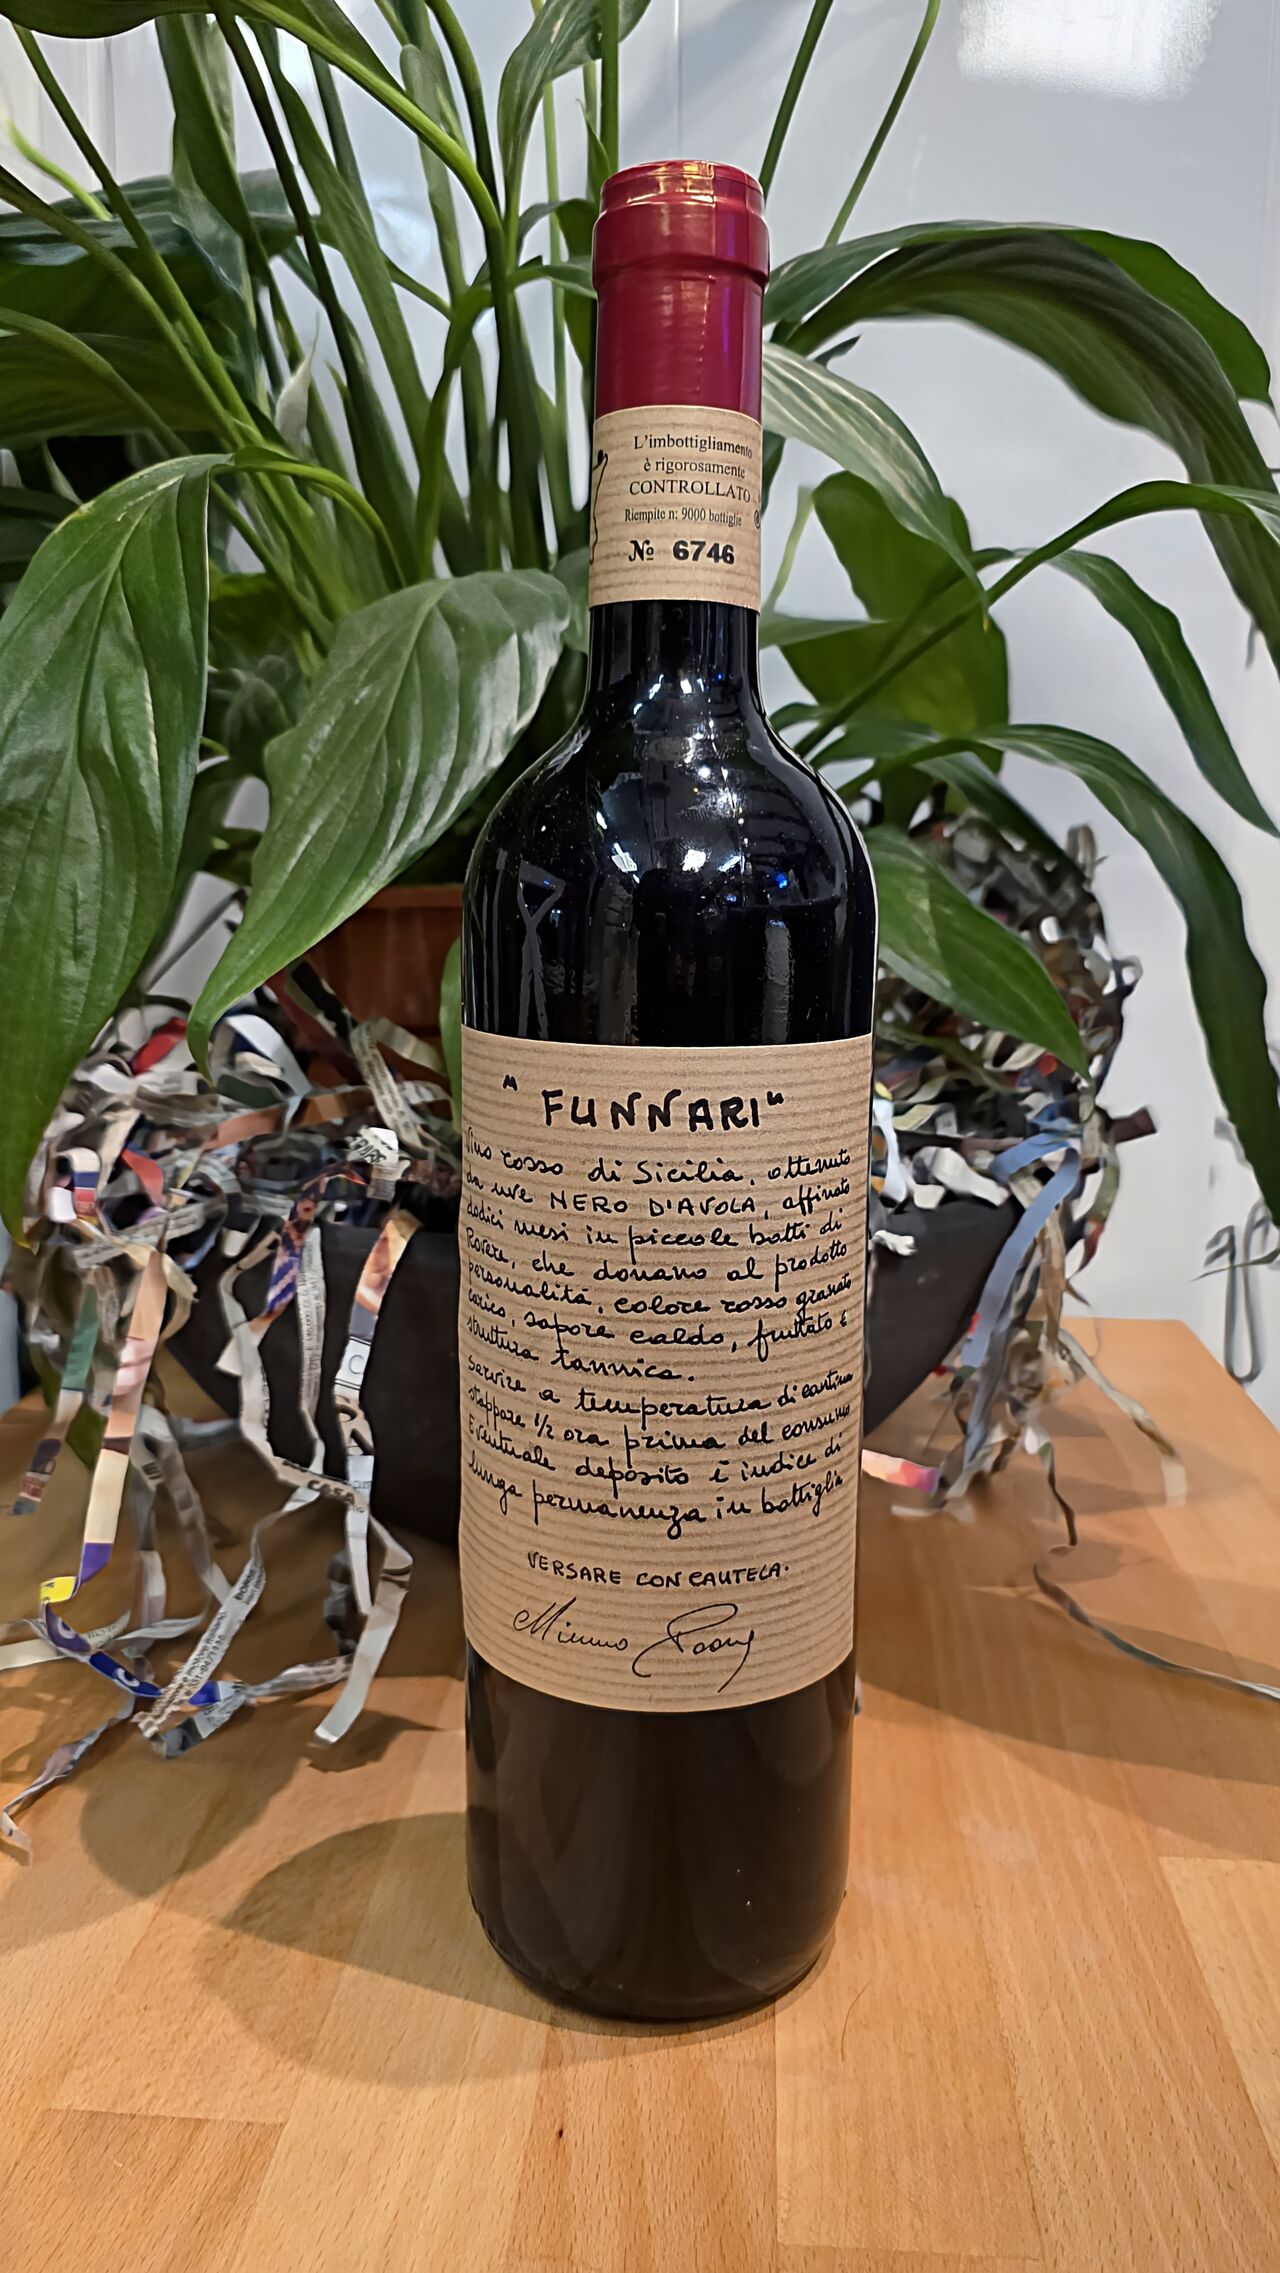 L'imbottigliamento
è rigorosamente
CONTROLLATO
Riempite n: 9000 bottiglie
№ 6746
"FUNNARI"
Vino rosso di Sicilia, ottenuto
da uve NERO D'AVOLA, affinato
dodici mesi in piccole botti di
Rovere, che donano al prodotto
personalità, colore rosso granato
carico, sapore caldo, fruttato e
struttura tannica.
Servire a temperatura di cantina
stappare 1/2 ora prima del consumo
Eventuale deposito è indice di
lunga permanenza in bottiglia
VERSARE CON CAUTELA.
Mimmo Paone